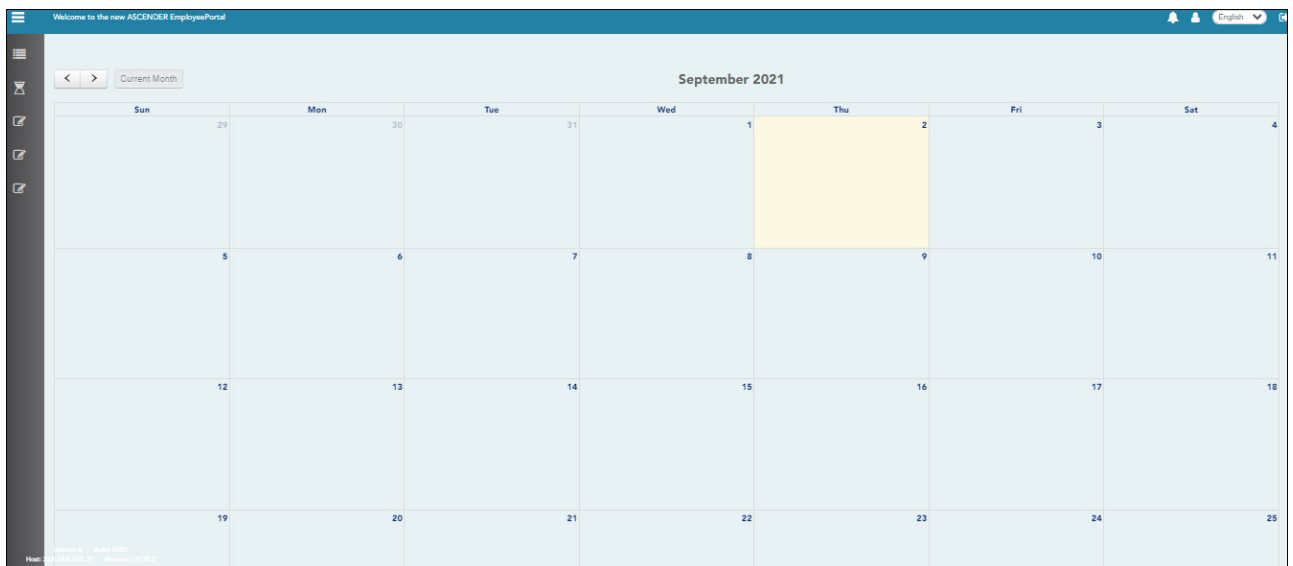 Welcome to the new ASCENDER EmployeePortal
English
< > Current Month
September 2021
Sun Mon Tue Wed Thu Fri Sat
29 30 31 1 2 3 4
5 6 7 8 9 10 11
12 13 14 15 16 17 18
19 20 21 22 23 24 25
Host: